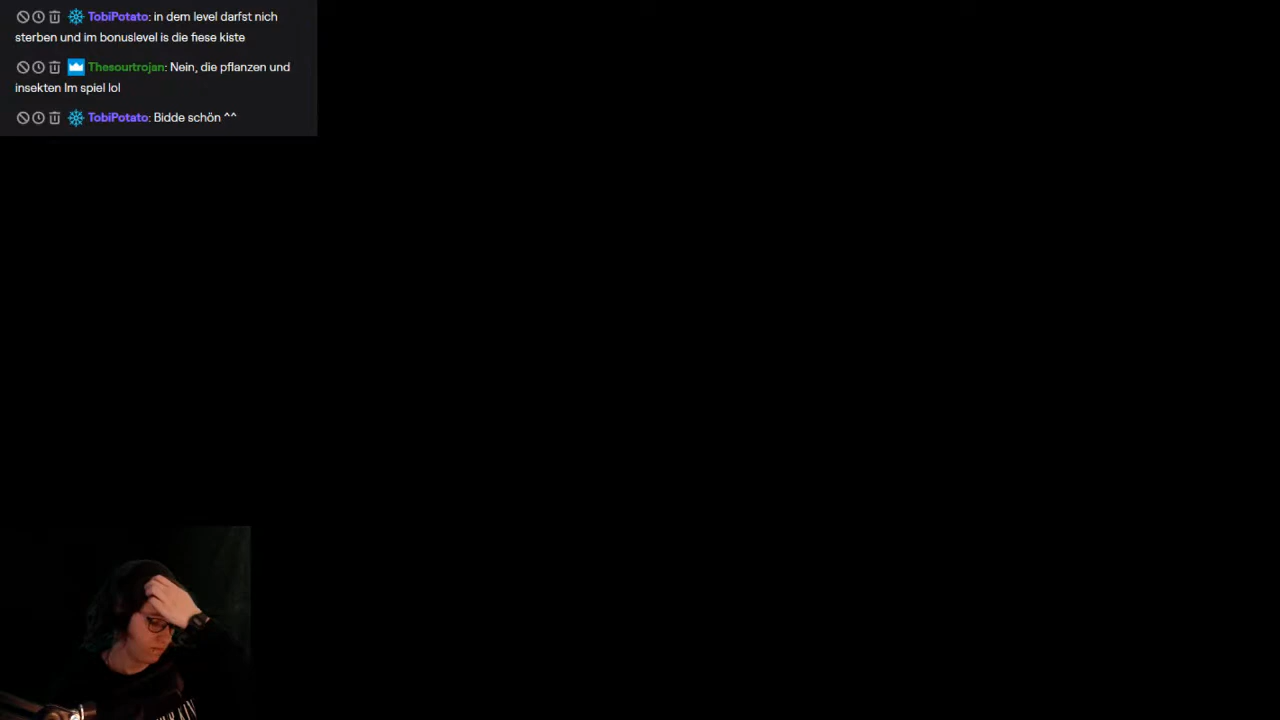 TobiPotato: in dem level darfst nich
sterben und im bonuslevel is die fiese kiste
Thesourtrojan: Nein, die pflanzen und
insekten Im spiel lol
TobiPotato: Bidde schön ^^